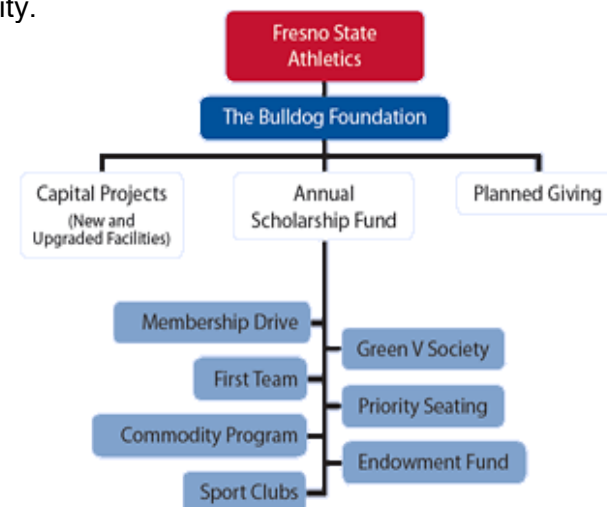 ity.
Fresno State
Athletics
The Bulldog Foundation
Capital Projects
(New and
Upgraded Facilities)
Annual
Scholarship Fund
Planned Giving
Membership Drive
Green V Society
First Team
Priority Seating
Commodity Program
Endowment Fund
Sport Clubs